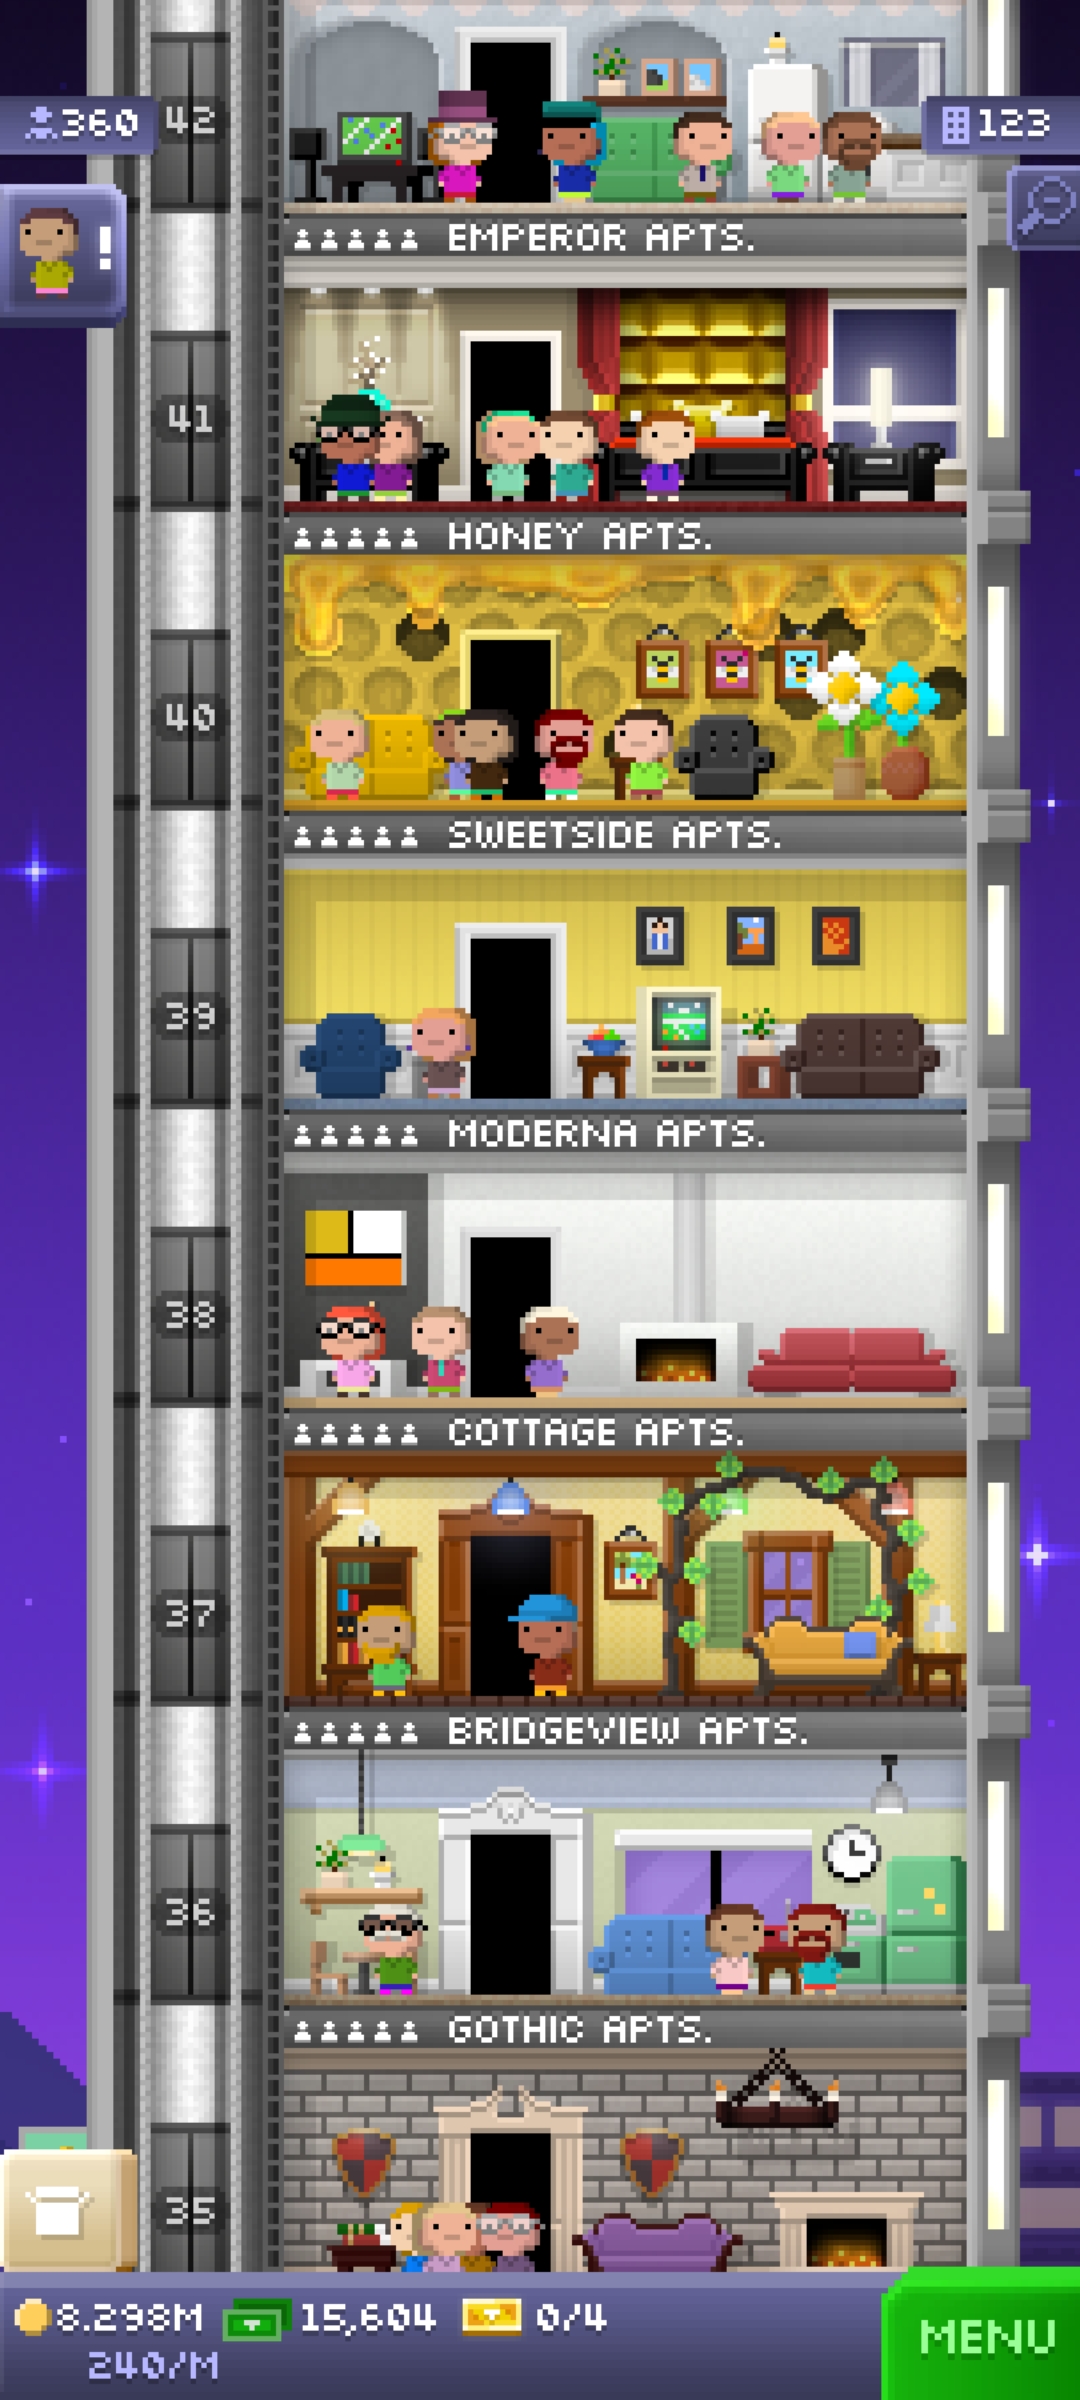 42
360
123
!
EMPEROR APTS.
41
HONEY APTS.
40
SWEETSIDE APTS.
39
MODERNA APTS.
38
COTTAGE APTS.
37
BRIDGEVIEW APTS.
36
GOTHIC APTS.
35
8.298M 15,604 0/4
240/M
MENU